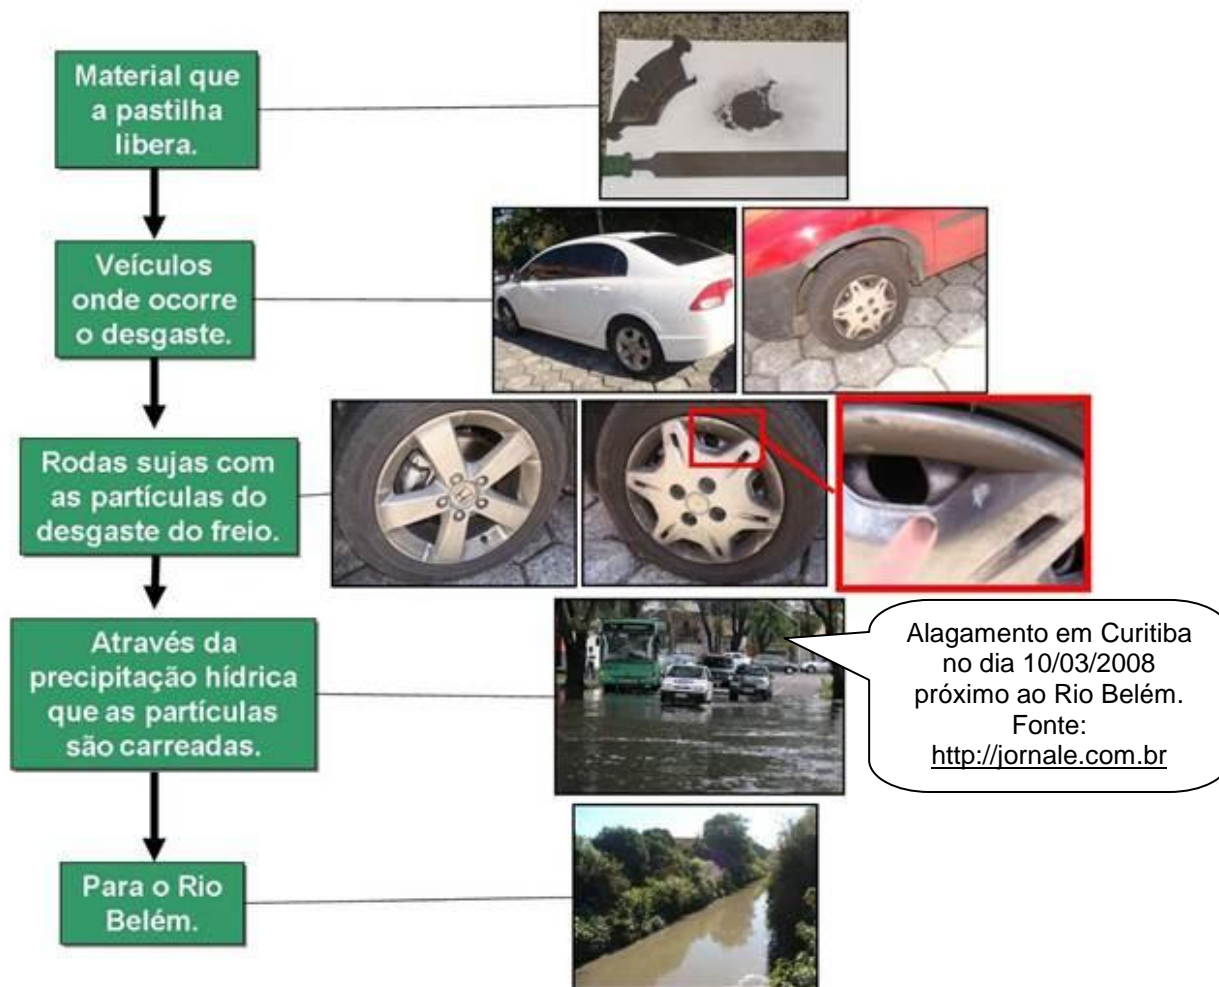 Material que
a pastilha
libera.
Veículos
onde ocorre
o desgaste.
Rodas sujas com
as partículas do
desgaste do freio.
Através da
precipitação hídrica
que as partículas
são carreadas.
Alagamento em Curitiba
no dia 10/03/2008
próximo ao Rio Belém.
Fonte:
http://jornale.com.br
Para o Rio
Belém.